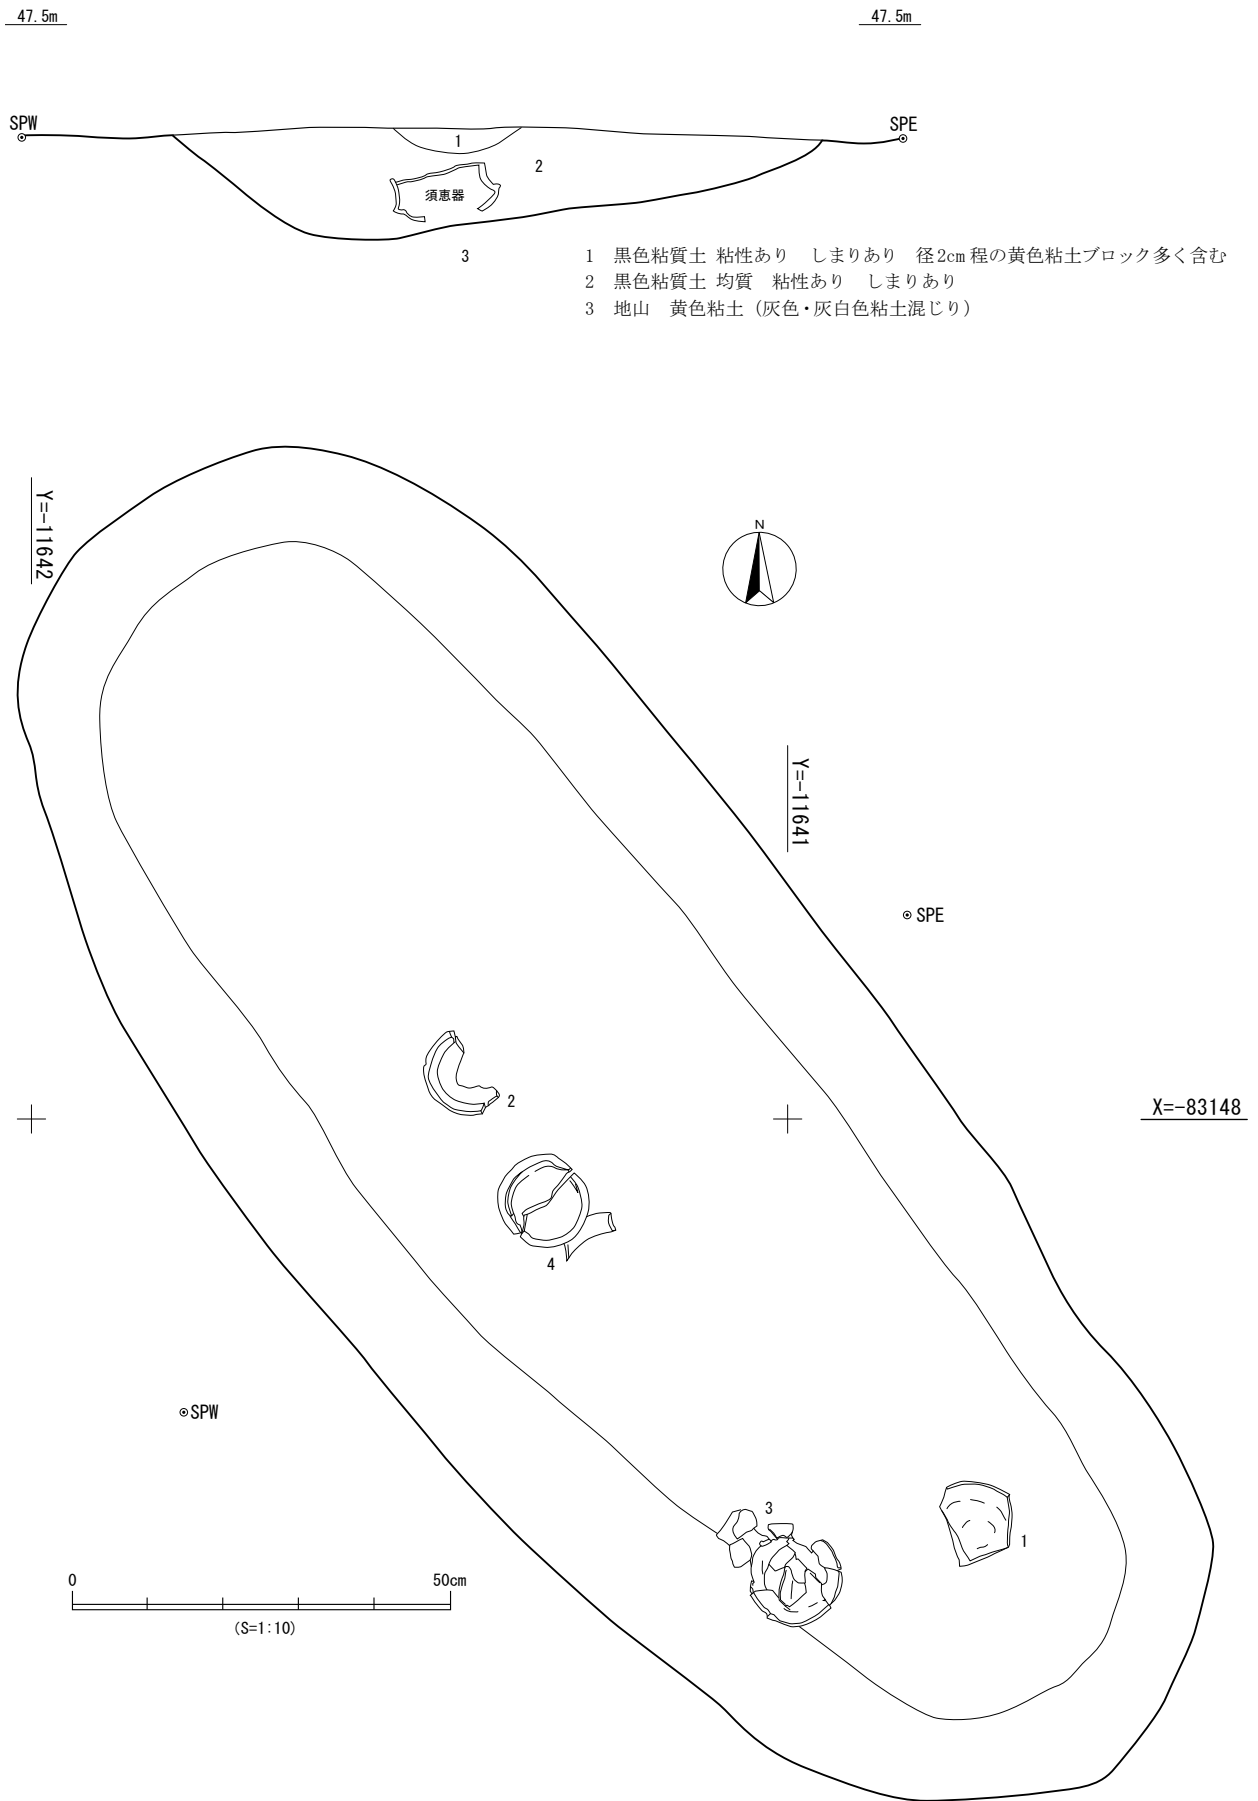 47.5m
47.5m
SPW
SPE
1
2
須恵器
3
1 黒色粘質土 粘性あり しまりあり 径2cm程の黄色粘土ブロック多く含む
2 黒色粘質土 均質 粘性あり しまりあり
3 地山 黄色粘土（灰色・灰白色粘土混じり）
Y=-11642
N
Y=-11641
SPE
2
X=-83148
4
SPW
3
1
0
50cm
(S=1:10)